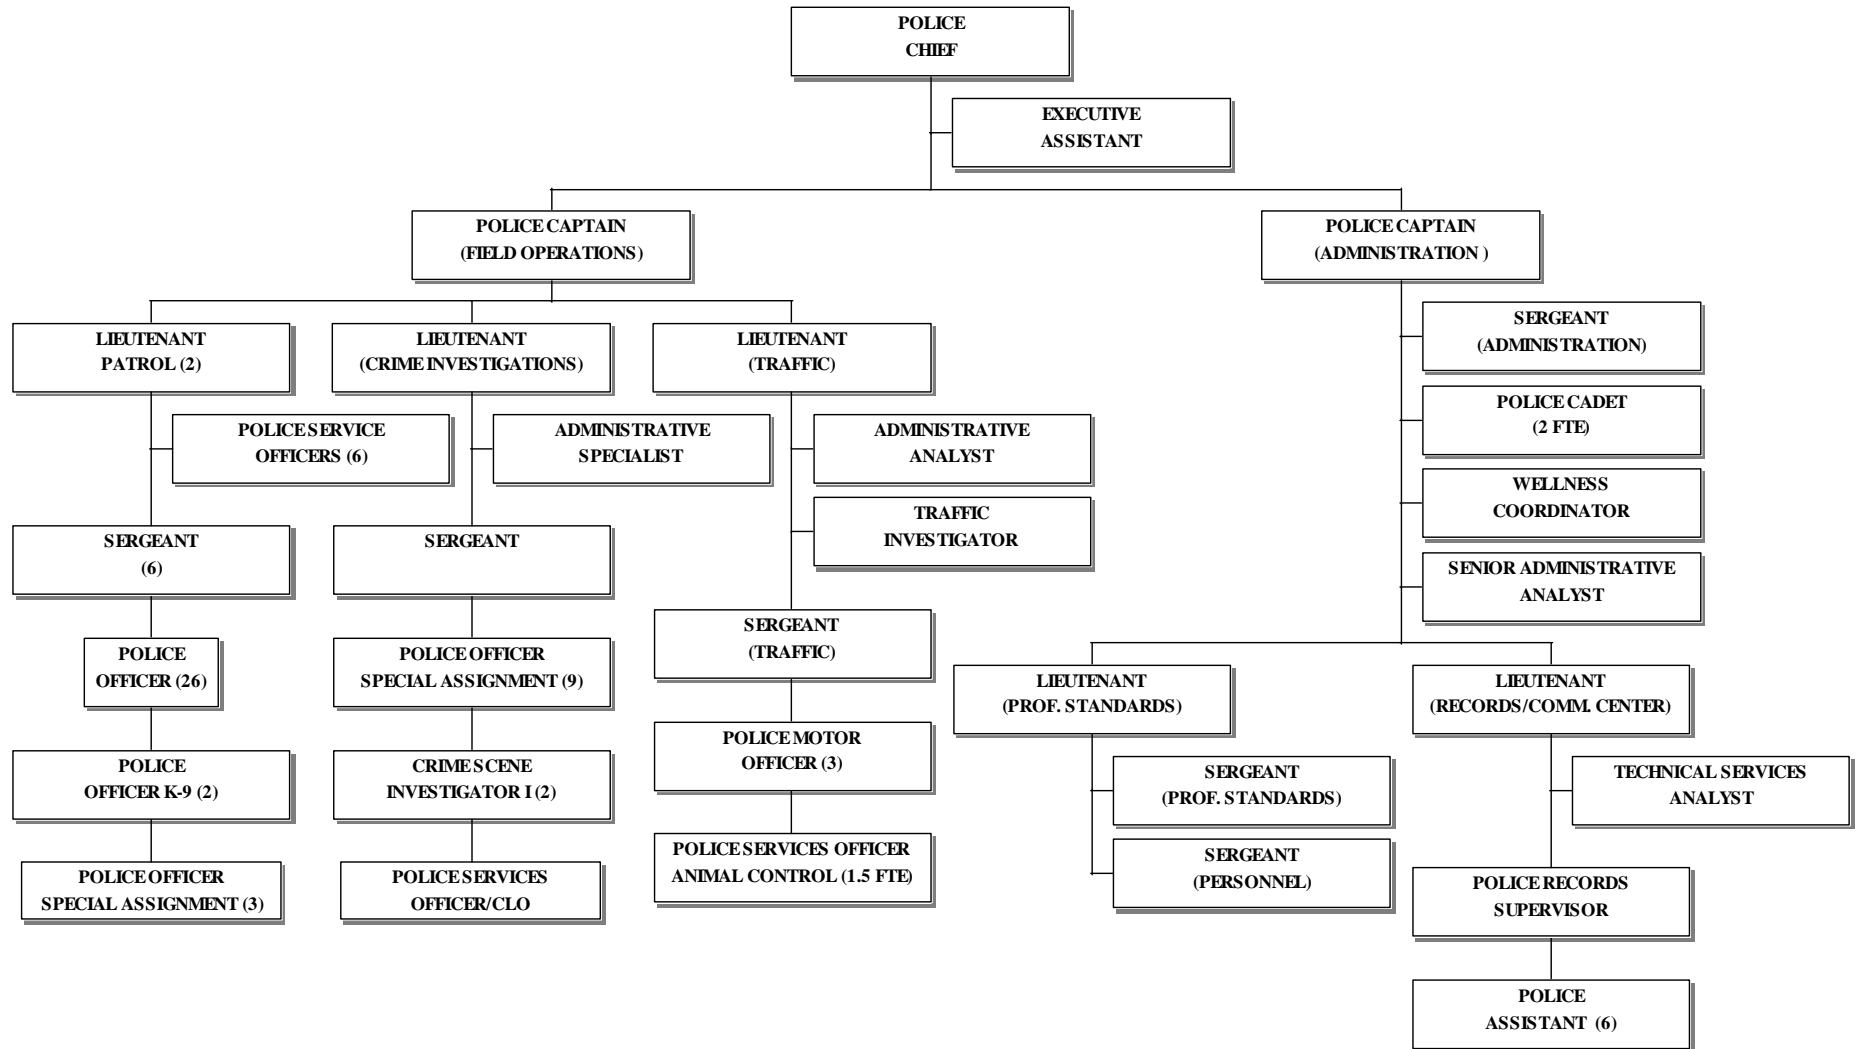 POLICE
CHIEF
EXECUTIVE
ASSISTANT
POLICE CAPTAIN
(FIELD OPERATIONS)
POLICE CAPTAIN
(ADMINISTRATION )
LIEUTENANT
PATROL (2)
POLICE SERVICE
OFFICERS (6)
SERGEANT
(6)
POLICE
OFFICER (26)
POLICE
OFFICER K-9 (2)
POLICE OFFICER
SPECIAL ASSIGNMENT (3)
LIEUTENANT
(CRIME INVESTIGATIONS)
ADMINISTRATIVE
SPECIALIST
SERGEANT
POLICE OFFICER
SPECIAL ASSIGNMENT (9)
CRIME SCENE
INVESTIGATOR I (2)
POLICE SERVICES
OFFICER/CLO
LIEUTENANT
(TRAFFIC)
ADMINISTRATIVE
ANALYST
TRAFFIC
INVESTIGATOR
SERGEANT
(TRAFFIC)
POLICE MOTOR
OFFICER (3)
POLICE SERVICES OFFICER
ANIMAL CONTROL (1.5 FTE)
SERGEANT
(ADMINISTRATION)
POLICE CADET
(2 FTE)
WELLNESS
COORDINATOR
SENIOR ADMINISTRATIVE
ANALYST
LIEUTENANT
(PROF. STANDARDS)
SERGEANT
(PROF. STANDARDS)
SERGEANT
(PERSONNEL)
LIEUTENANT
(RECORDS/COMM. CENTER)
TECHNICAL SERVICES
ANALYST
POLICE RECORDS
SUPERVISOR
POLICE
ASSISTANT (6)